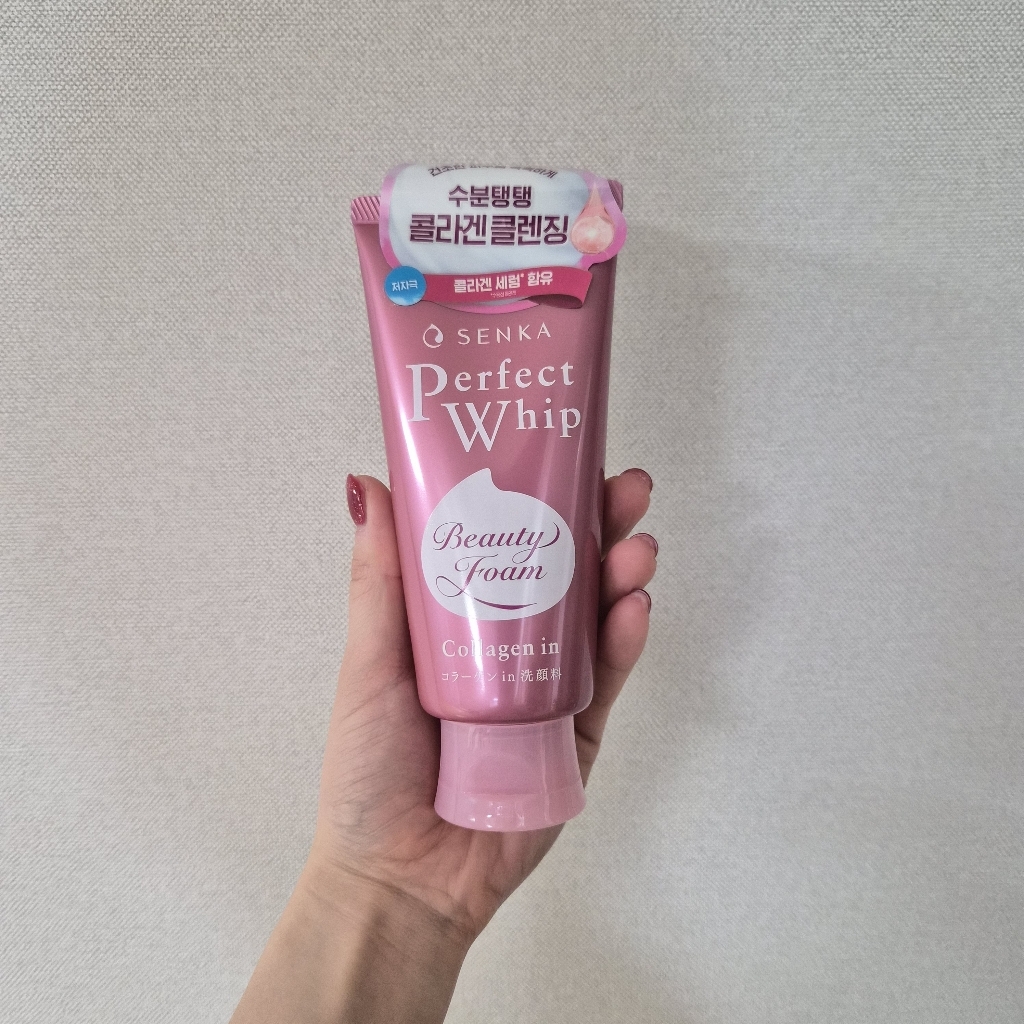 수분탱탱
콜라겐 클렌징
저자극
콜라겐 세럼* 함유
SENKA
Perfect
Whip
Beauty
Foam
Collagen in
コラーゲン in 洗顔料